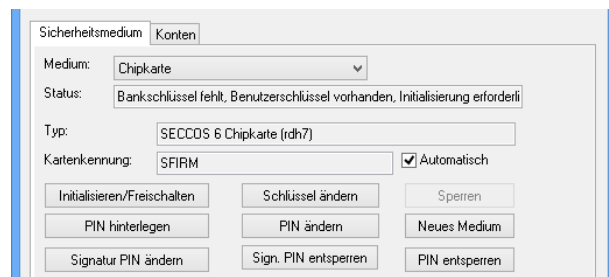 Sicherheitsmedium Konten
Medium: Chipkarte
Status: Bankschlüssel fehlt, Benutzerschlüssel vorhanden, Initialisierung erforderli
Typ: SECCOS 6 Chipkarte (rdh7)
Kartenkennung: SFIRM Automatisch
Initialisieren/Freischalten Schlüssel ändern Sperren
PIN hinterlegen PIN ändern Neues Medium
Signatur PIN ändern Sign. PIN entsperren PIN entsperren